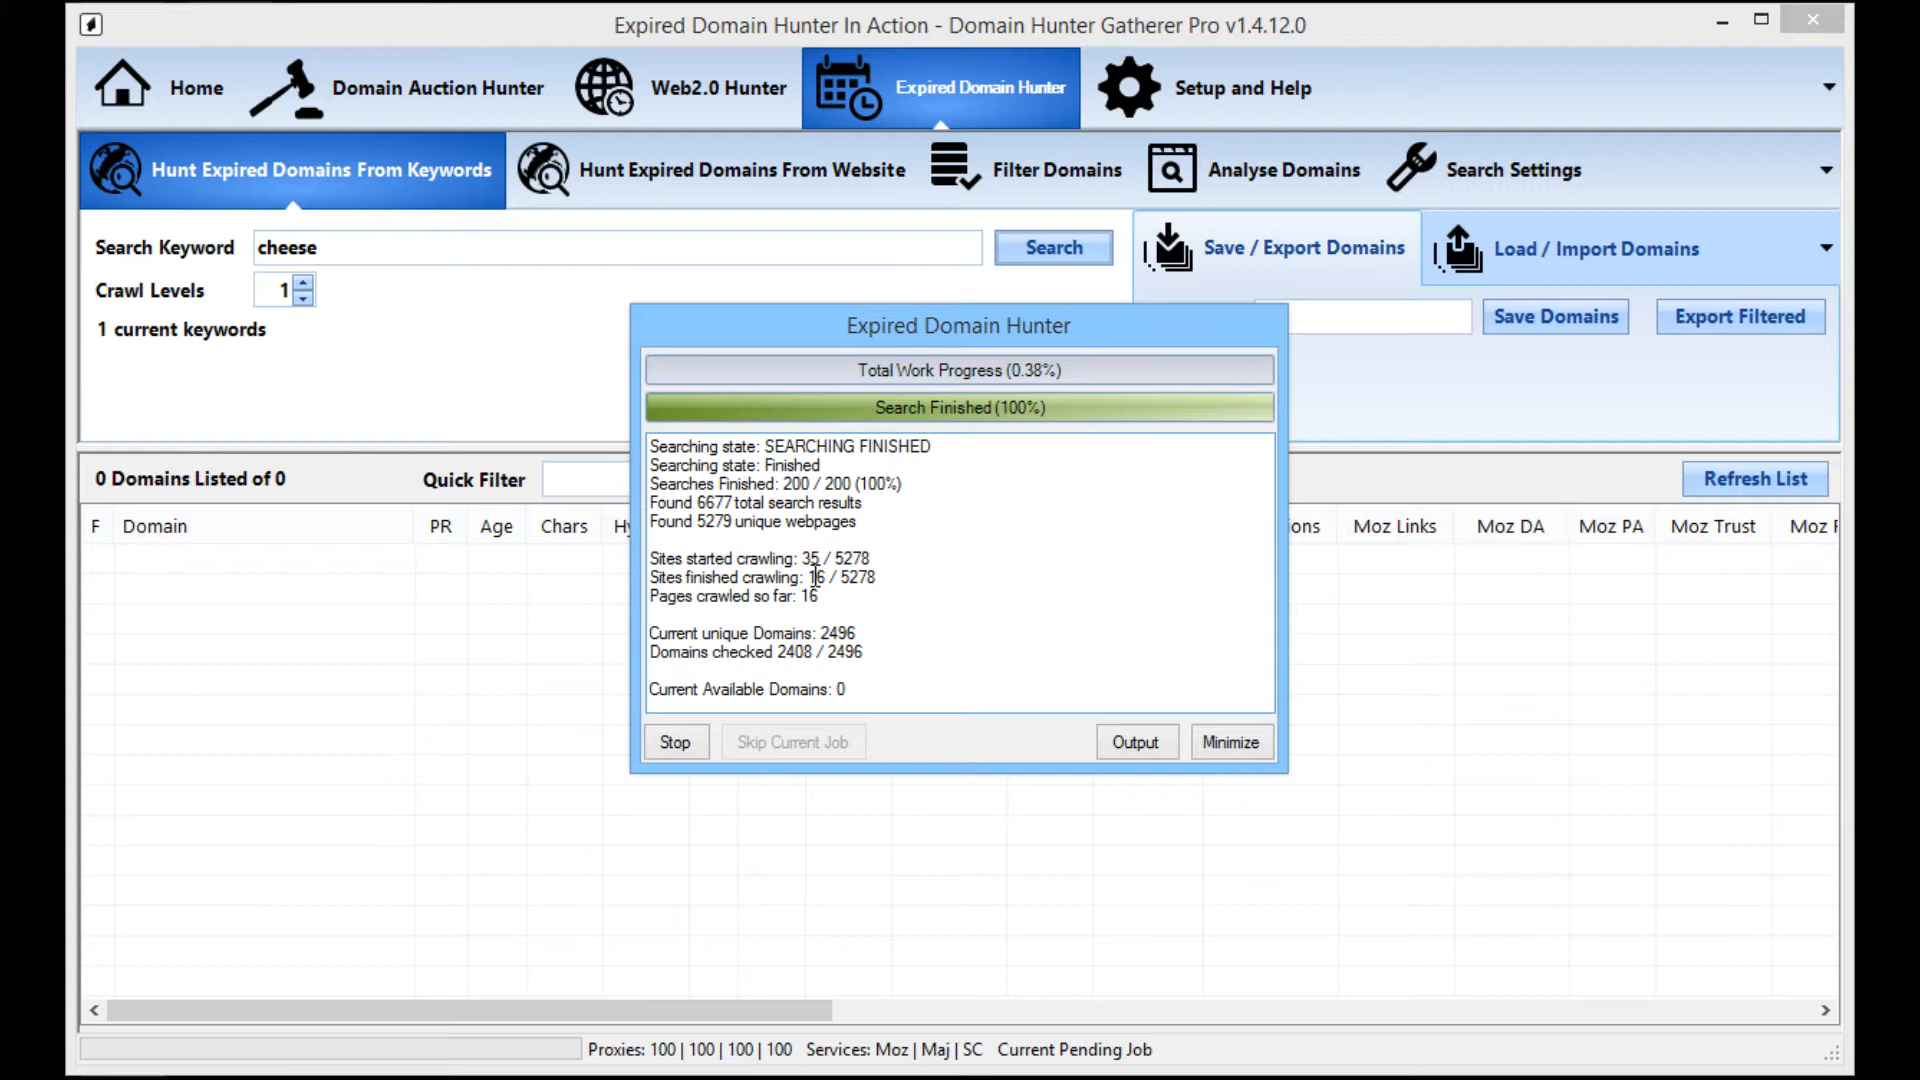 Expired Domain Hunter In Action - Domain Hunter Gatherer Pro v1.4.12.0
Home
Domain Auction Hunter
Web2.0 Hunter
Expired Domain Hunter
Setup and Help
Hunt Expired Domains From Keywords
Hunt Expired Domains From Website
Filter Domains
Analyse Domains
Search Settings
Search Keyword
cheese
Search
Save / Export Domains
Load / Import Domains
Crawl Levels
1
1 current keywords
Save Domains
Export Filtered
Expired Domain Hunter
Total Work Progress (0.38%)
Search Finished (100%)
Searching state: SEARCHING FINISHED
Searching state: Finished
Searches Finished: 200 / 200 (100%)
Found 6677 total search results
Found 5279 unique webpages
Sites started crawling: 35 / 5278
Sites finished crawling: 16 / 5278
Pages crawled so far: 16
Current unique Domains: 2496
Domains checked 2408 / 2496
Current Available Domains: 0
Stop
Skip Current Job
Output
Minimize
0 Domains Listed of 0
Quick Filter
Refresh List
F
Domain
PR
Age
Chars
Hy
ons
Moz Links
Moz DA
Moz PA
Moz Trust
Moz
Proxies: 100 | 100 | 100 | 100
Services: Moz | Maj | SC
Current Pending Job